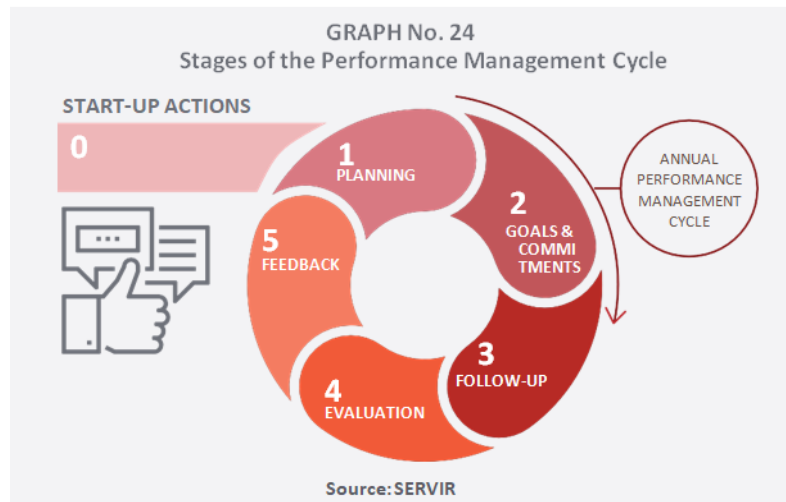 GRAPH No. 24
Stages of the Performance Management Cycle
START-UP ACTIONS
0
1
PLANNING
2
GOALS &
COMMI
TMENTS
3
FOLLOW-UP
4
EVALUATION
5
FEEDBACK
ANNUAL
PERFORMANCE
MANAGEMENT
CYCLE
Source: SERVIR